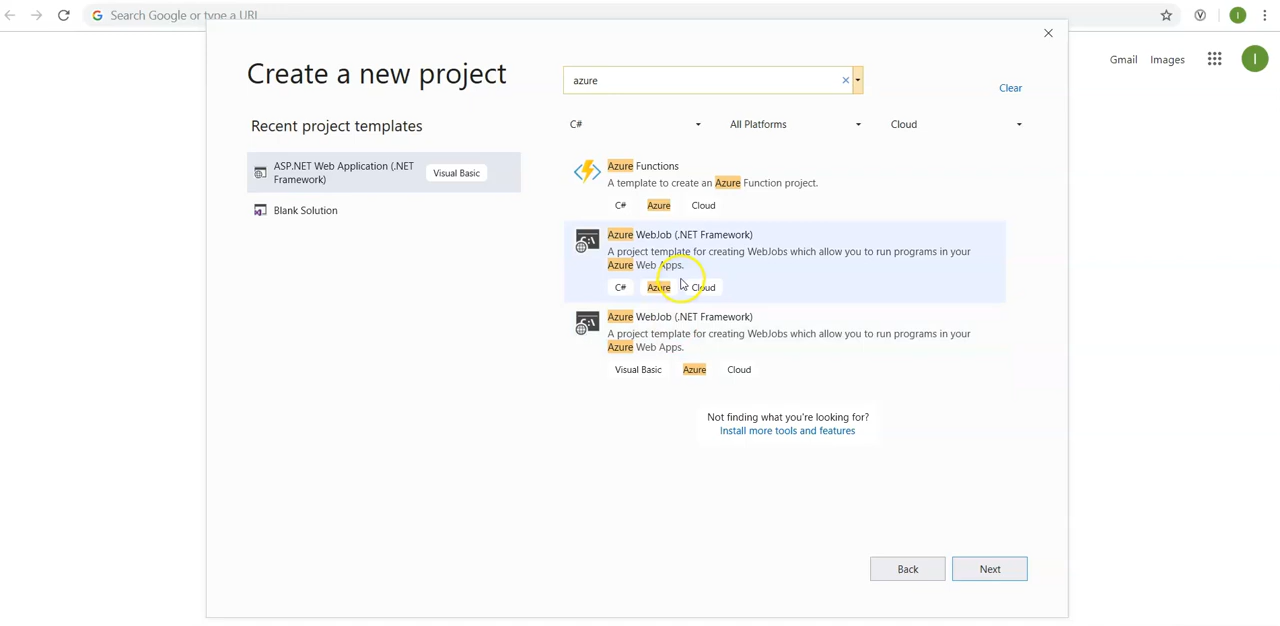 Search Google or type a URL
I
Gmail
Images
I
Create a new project
azure
Clear
Recent project templates
C#
All Platforms
Cloud
ASP.NET Web Application (.NET
Framework)
Visual Basic
Blank Solution
Azure Functions
A template to create an Azure Function project.
C#
Azure
Cloud
Azure WebJob (.NET Framework)
A project template for creating WebJobs which allow you to run programs in your
Azure Web Apps.
C#
Azure
Cloud
Azure WebJob (.NET Framework)
A project template for creating WebJobs which allow you to run programs in your
Azure Web Apps.
Visual Basic
Azure
Cloud
Not finding what you're looking for?
Install more tools and features
Back
Next